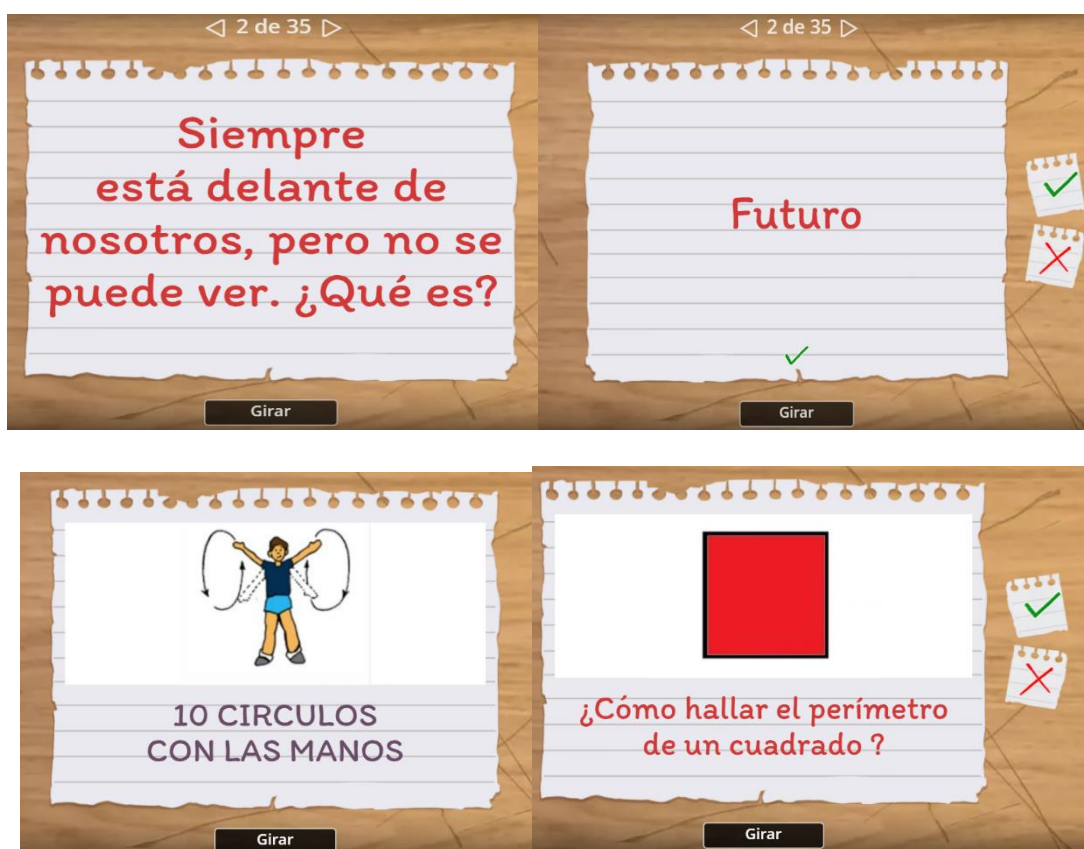 2 de 35
Siempre
está delante de
nosotros, pero no se
puede ver. ¿Qué es?
Girar
2 de 35
Futuro
Girar
10 CIRCULOS
CON LAS MANOS
Girar
¿Cómo hallar el perímetro
de un cuadrado ?
Girar